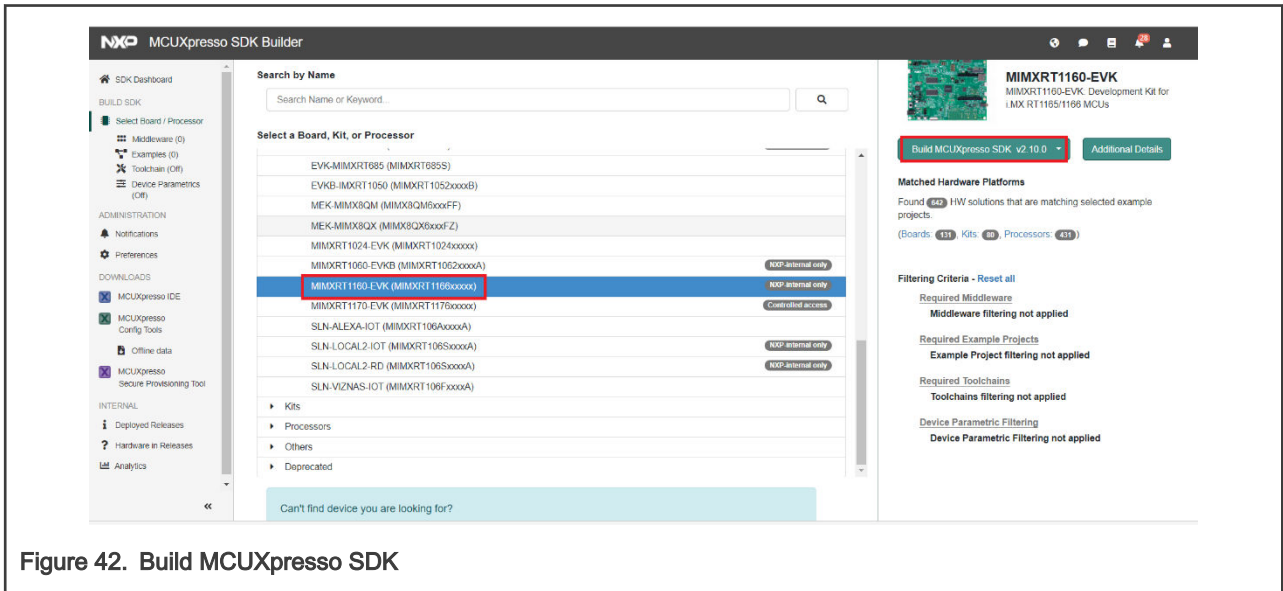 NXP MCUXpresso SDK Builder
28
SDK Dashboard
BUILD SDK
Select Board / Processor
Middleware (0)
Examples (0)
Toolchain (Off)
Device Parametrics
(Off)
ADMINISTRATION
Notifications
Preferences
DOWNLOADS
MCUXpresso IDE
MCUXpresso
Config Tools
Offline data
MCUXpresso
Secure Provisioning Tool
INTERNAL
Deployed Releases
Hardware in Releases
Analytics
«
Search by Name
Search Name or Keyword...
Select a Board, Kit, or Processor
EVK-MIMXRT685 (MIMXRT685S)
EVKB-IMXRT1050 (MIMXRT1052xxxxB)
MEK-MIMX8QM (MIMX8QM6xxxFF)
MEK-MIMX8QX (MIMX8QX6xxxFZ)
MIMXRT1024-EVK (MIMXRT1024xxxxx)
MIMXRT1060-EVKB (MIMXRT1062xxxxA) NXP-internal only
MIMXRT1160-EVK (MIMXRT1166xxxxx) NXP-internal only
MIMXRT1170-EVK (MIMXRT1176xxxxx) Controlled access
SLN-ALEXA-IOT (MIMXRT106AxxxxA)
SLN-LOCAL2-IOT (MIMXRT106SxxxxA) NXP-internal only
SLN-LOCAL2-RD (MIMXRT106SxxxxA) NXP-internal only
SLN-VIZNAS-IOT (MIMXRT106FxxxxA)
Kits
Processors
Others
Deprecated
Can't find device you are looking for?
MIMXRT1160-EVK
MIMXRT1160-EVK: Development Kit for
i.MX RT1165/1166 MCUs
Build MCUXpresso SDK v2.10.0
Additional Details
Matched Hardware Platforms
Found 642 HW solutions that are matching selected example
projects.
(Boards: 131, Kits: 80, Processors: 431)
Filtering Criteria - Reset all
Required Middleware
Middleware filtering not applied
Required Example Projects
Example Project filtering not applied
Required Toolchains
Toolchains filtering not applied
Device Parametric Filtering
Device Parametric Filtering not applied
Figure 42. Build MCUXpresso SDK